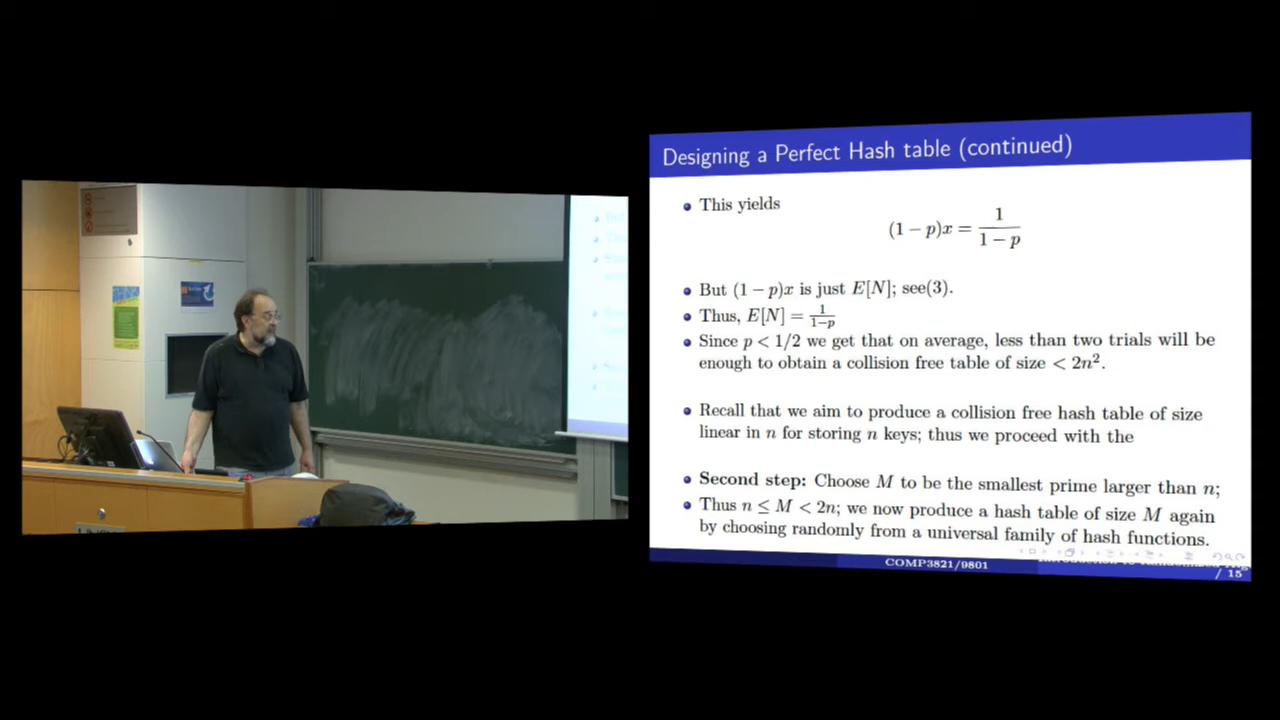 Designing a Perfect Hash table (continued)
This yields
(1 − p)x = 1/(1 − p)
But (1 − p)x is just E[N]; see(3).
Thus, E[N] = 1/(1−p)
Since p < 1/2 we get that on average, less than two trials will be
enough to obtain a collision free table of size < 2n².
Recall that we aim to produce a collision free hash table of size
linear in n for storing n keys; thus we proceed with the
Second step: Choose M to be the smallest prime larger than n;
Thus n ≤ M < 2n; we now produce a hash table of size M again
by choosing randomly from a universal family of hash functions.
COMP3821/9801
/ 15